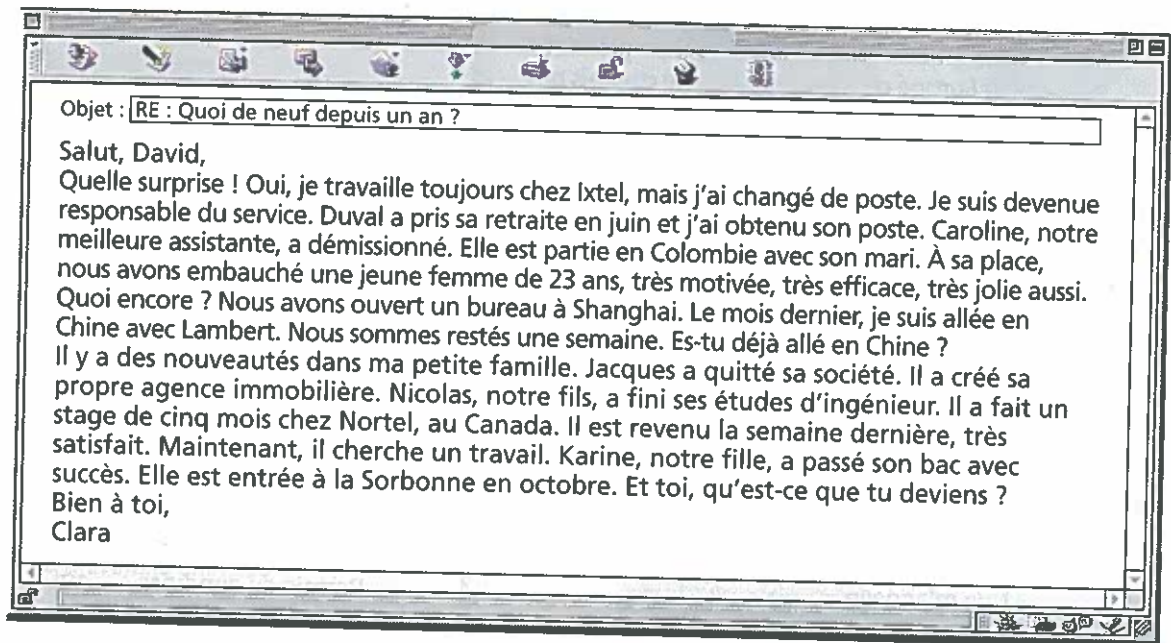 Objet : RE : Quoi de neuf depuis un an ?
Salut, David,
Quelle surprise ! Oui, je travaille toujours chez Ixtel, mais j'ai changé de poste. Je suis devenue
responsable du service. Duval a pris sa retraite en juin et j'ai obtenu son poste. Caroline, notre
meilleure assistante, a démissionné. Elle est partie en Colombie avec son mari. À sa place,
nous avons embauché une jeune femme de 23 ans, très motivée, très efficace, très jolie aussi.
Quoi encore ? Nous avons ouvert un bureau à Shanghai. Le mois dernier, je suis allée en
Chine avec Lambert. Nous sommes restés une semaine. Es-tu déjà allé en Chine ?
Il y a des nouveautés dans ma petite famille. Jacques a quitté sa société. Il a créé sa
propre agence immobilière. Nicolas, notre fils, a fini ses études d'ingénieur. Il a fait un
stage de cinq mois chez Nortel, au Canada. Il est revenu la semaine dernière, très
satisfait. Maintenant, il cherche un travail. Karine, notre fille, a passé son bac avec
succès. Elle est entrée à la Sorbonne en octobre. Et toi, qu'est-ce que tu deviens ?
Bien à toi,
Clara